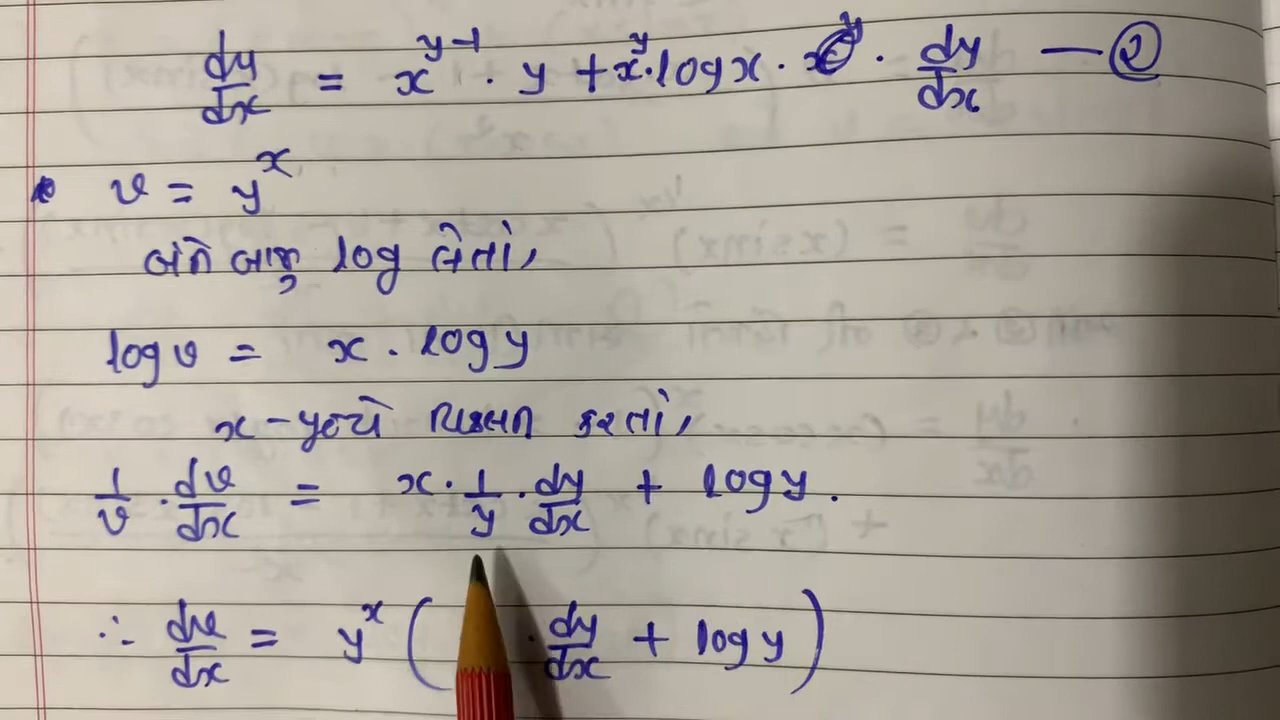 dy/dx = x^(y-1) · y + x^y · log x · dy/dx — ②
v = y^x
બંને બાજુ log લેતાં,
log v = x . log y
x-પ્રત્યે વિકલન કરતાં,
1/v · dv/dx = x · 1/y · dy/dx + log y.
∴ dv/dx = y^x ( · dy/dx + log y )